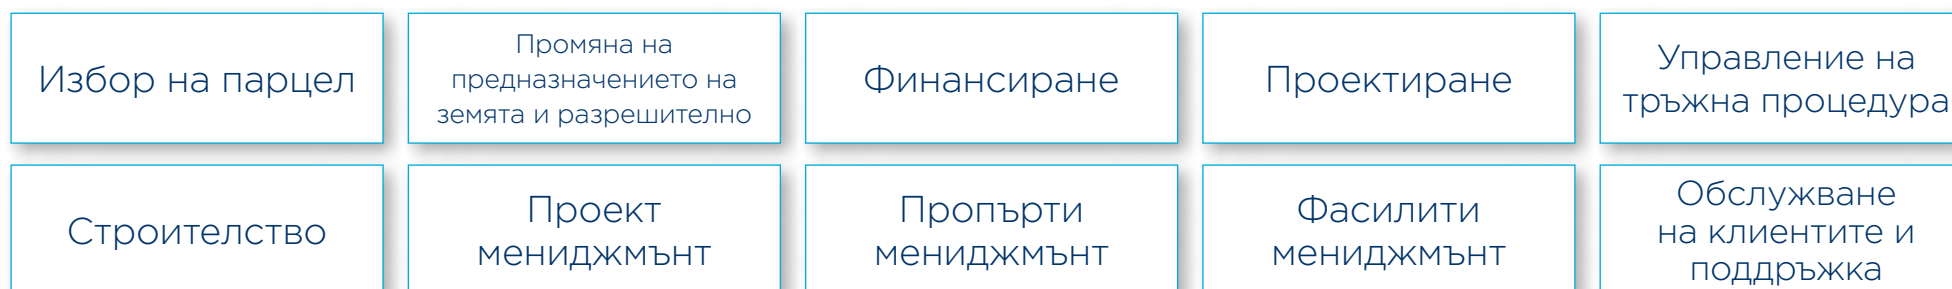 Избор на парцел
Промяна на
предназначението на
земята и разрешително
Финансиране
Проектиране
Управление на
тръжна процедура
Строителство
Проект
мениджмънт
Пропърти
мениджмънт
Фасилити
мениджмънт
Обслужване
на клиентите и
поддръжка